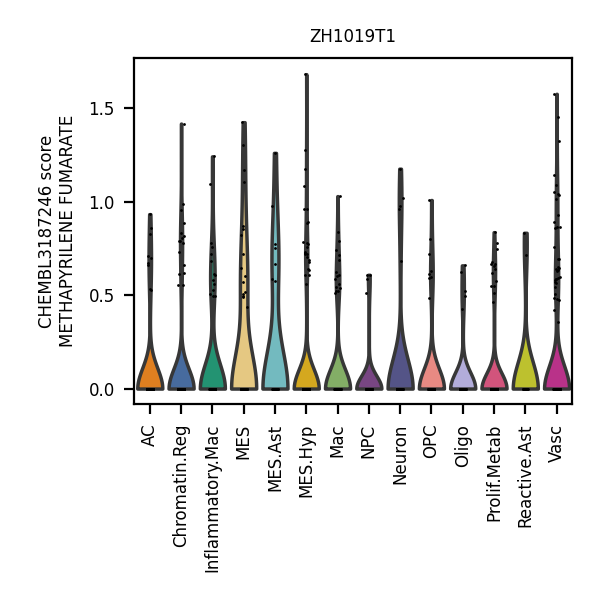 ZH1019T1
CHEMBL3187246 score
METHAPYRILENE FUMARATE
1.5
1.0
0.5
0.0
AC
Chromatin.Reg
Inflammatory.Mac
MES
MES.Ast
MES.Hyp
Mac
NPC
Neuron
OPC
Oligo
Prolif.Metab
Reactive.Ast
Vasc